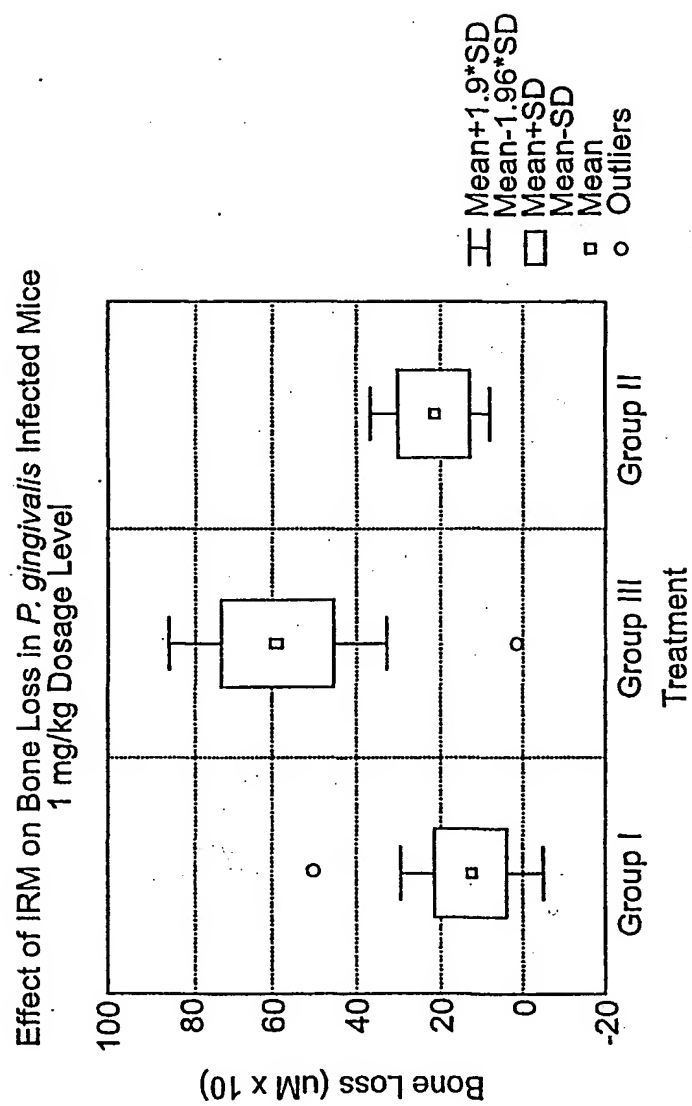 Effect of IRM on Bone Loss in P. gingivalis Infected Mice
1 mg/kg Dosage Level
Bone Loss (uM x 10)
100
80
60
40
20
0
-20
Group I
Group III
Group II
Treatment
Mean+1.9*SD
Mean-1.96*SD
Mean+SD
Mean-SD
Mean
Outliers